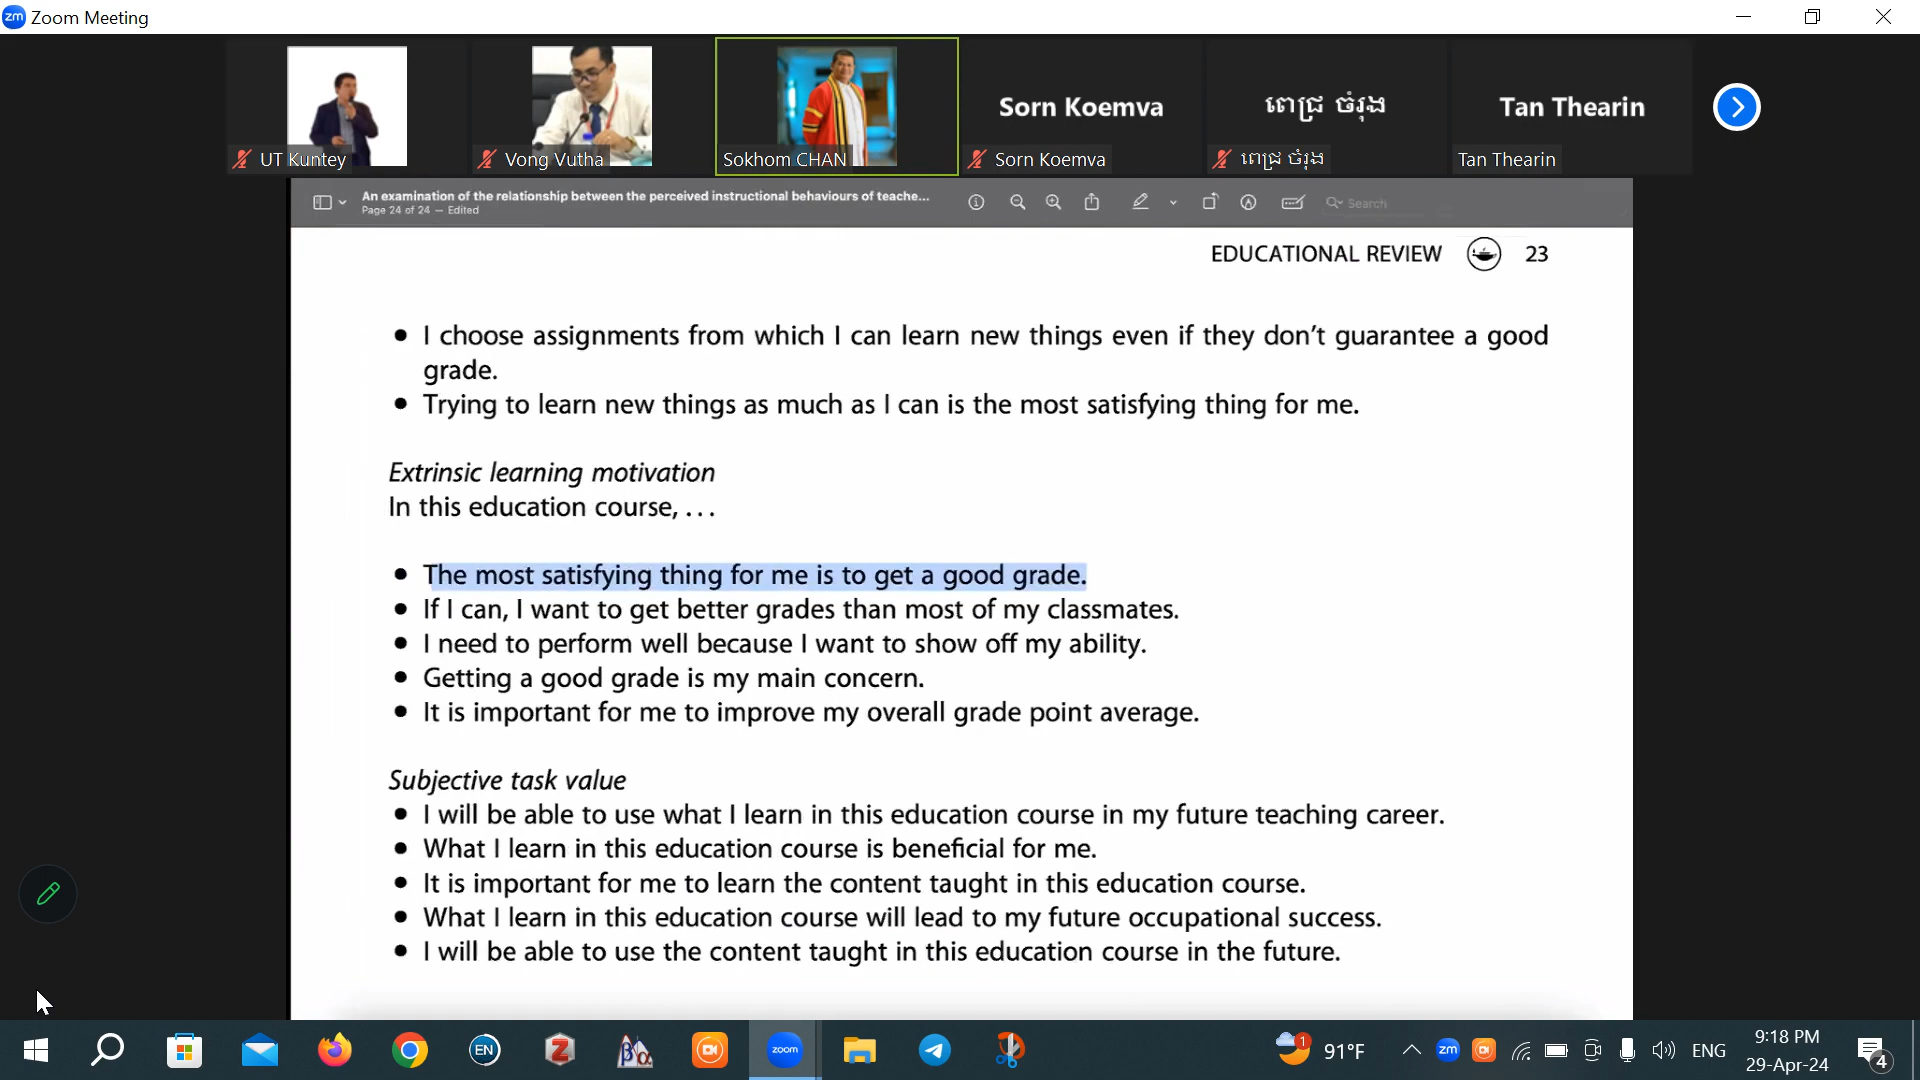 Zoom Meeting
Sorn Koemva
ពេជ្រ ចំរុង
Tan Thearin
UT Kuntey
Vong Vutha
Sokhom CHAN
Sorn Koemva
ពេជ្រ ចំរុង
Tan Thearin
An examination of the relationship between the perceived instructional behaviours of teache...
Page 24 of 24 — Edited
Search
EDUCATIONAL REVIEW 23
• I choose assignments from which I can learn new things even if they don't guarantee a good
grade.
• Trying to learn new things as much as I can is the most satisfying thing for me.
Extrinsic learning motivation
In this education course, ...
• The most satisfying thing for me is to get a good grade.
• If I can, I want to get better grades than most of my classmates.
• I need to perform well because I want to show off my ability.
• Getting a good grade is my main concern.
• It is important for me to improve my overall grade point average.
Subjective task value
• I will be able to use what I learn in this education course in my future teaching career.
• What I learn in this education course is beneficial for me.
• It is important for me to learn the content taught in this education course.
• What I learn in this education course will lead to my future occupational success.
• I will be able to use the content taught in this education course in the future.
EN
zoom
1
91°F
zm
ENG
9:18 PM
29-Apr-24
4